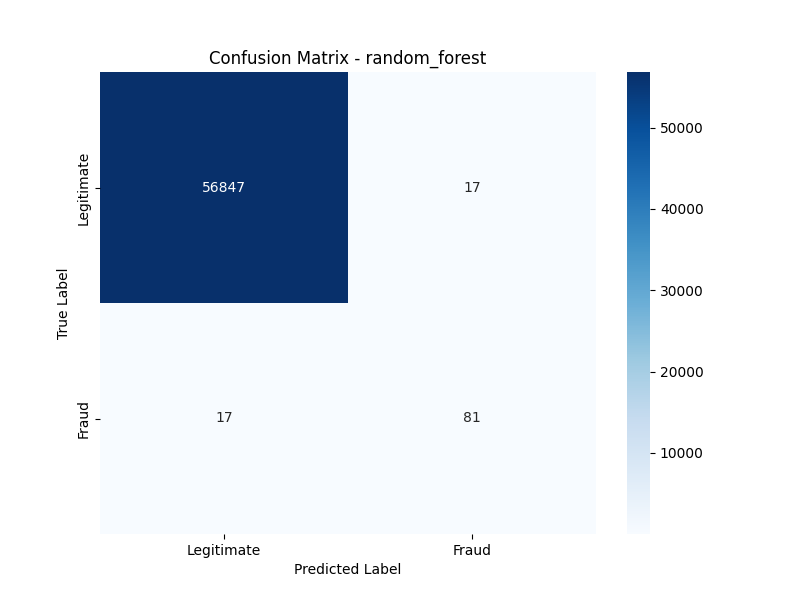 Confusion Matrix - random_forest
True Label
Legitimate
56847
17
Fraud
17
81
Legitimate
Fraud
Predicted Label
50000
40000
30000
20000
10000